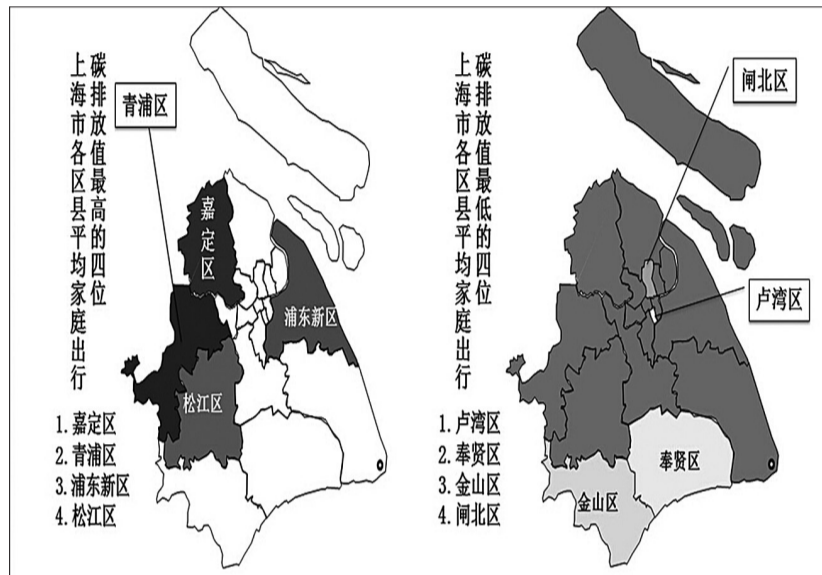 上海市各区县平均家庭出行
碳排放值最高的四位
青浦区
嘉定区
浦东新区
松江区
1.嘉定区
2.青浦区
3.浦东新区
4.松江区
上海市各区县平均家庭出行
碳排放值最低的四位
闸北区
卢湾区
奉贤区
金山区
1.卢湾区
2.奉贤区
3.金山区
4.闸北区